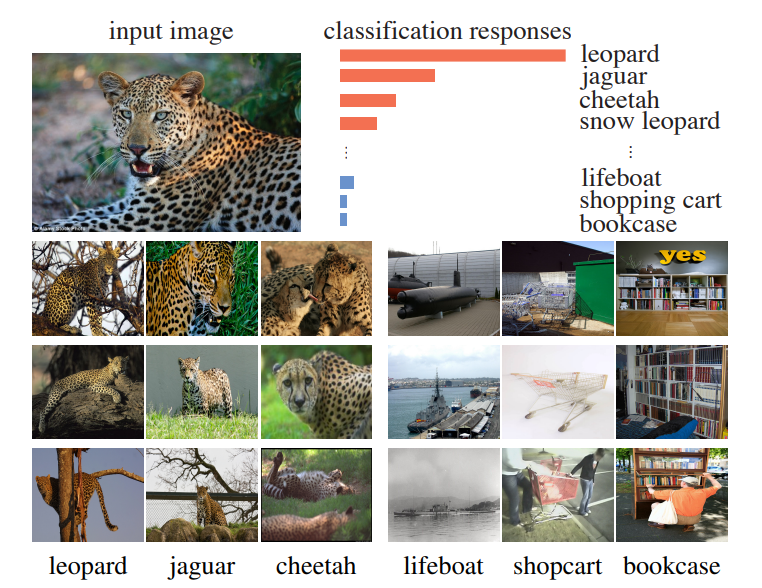 input image
classification responses
leopard
jaguar
cheetah
snow leopard
lifeboat
shopping cart
bookcase
yes
leopard
jaguar
cheetah
lifeboat
shopcart
bookcase